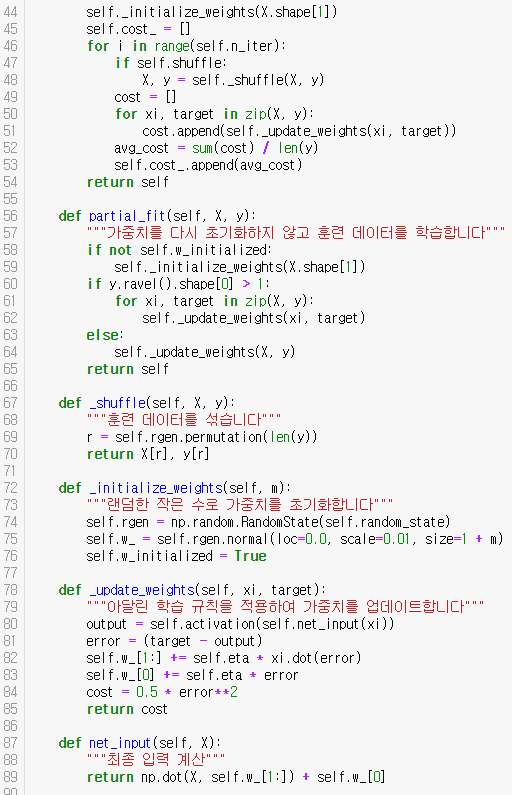 44         self._initialize_weights(X.shape[1])
45         self.cost_ = []
46         for i in range(self.n_iter):
47             if self.shuffle:
48                 X, y = self._shuffle(X, y)
49             cost = []
50             for xi, target in zip(X, y):
51                 cost.append(self._update_weights(xi, target))
52             avg_cost = sum(cost) / len(y)
53             self.cost_.append(avg_cost)
54         return self
55
56     def partial_fit(self, X, y):
57         """가중치를 다시 초기화하지 않고 훈련 데이터를 학습합니다"""
58         if not self.w_initialized:
59             self._initialize_weights(X.shape[1])
60         if y.ravel().shape[0] > 1:
61             for xi, target in zip(X, y):
62                 self._update_weights(xi, target)
63         else:
64             self._update_weights(X, y)
65         return self
66
67     def _shuffle(self, X, y):
68         """훈련 데이터를 섞습니다"""
69         r = self.rgen.permutation(len(y))
70         return X[r], y[r]
71
72     def _initialize_weights(self, m):
73         """랜덤한 작은 수로 가중치를 초기화합니다"""
74         self.rgen = np.random.RandomState(self.random_state)
75         self.w_ = self.rgen.normal(loc=0.0, scale=0.01, size=1 + m)
76         self.w_initialized = True
77
78     def _update_weights(self, xi, target):
79         """아달린 학습 규칙을 적용하여 가중치를 업데이트합니다"""
80         output = self.activation(self.net_input(xi))
81         error = (target - output)
82         self.w_[1:] += self.eta * xi.dot(error)
83         self.w_[0] += self.eta * error
84         cost = 0.5 * error**2
85         return cost
86
87     def net_input(self, X):
88         """최종 입력 계산"""
89         return np.dot(X, self.w_[1:]) + self.w_[0]
90